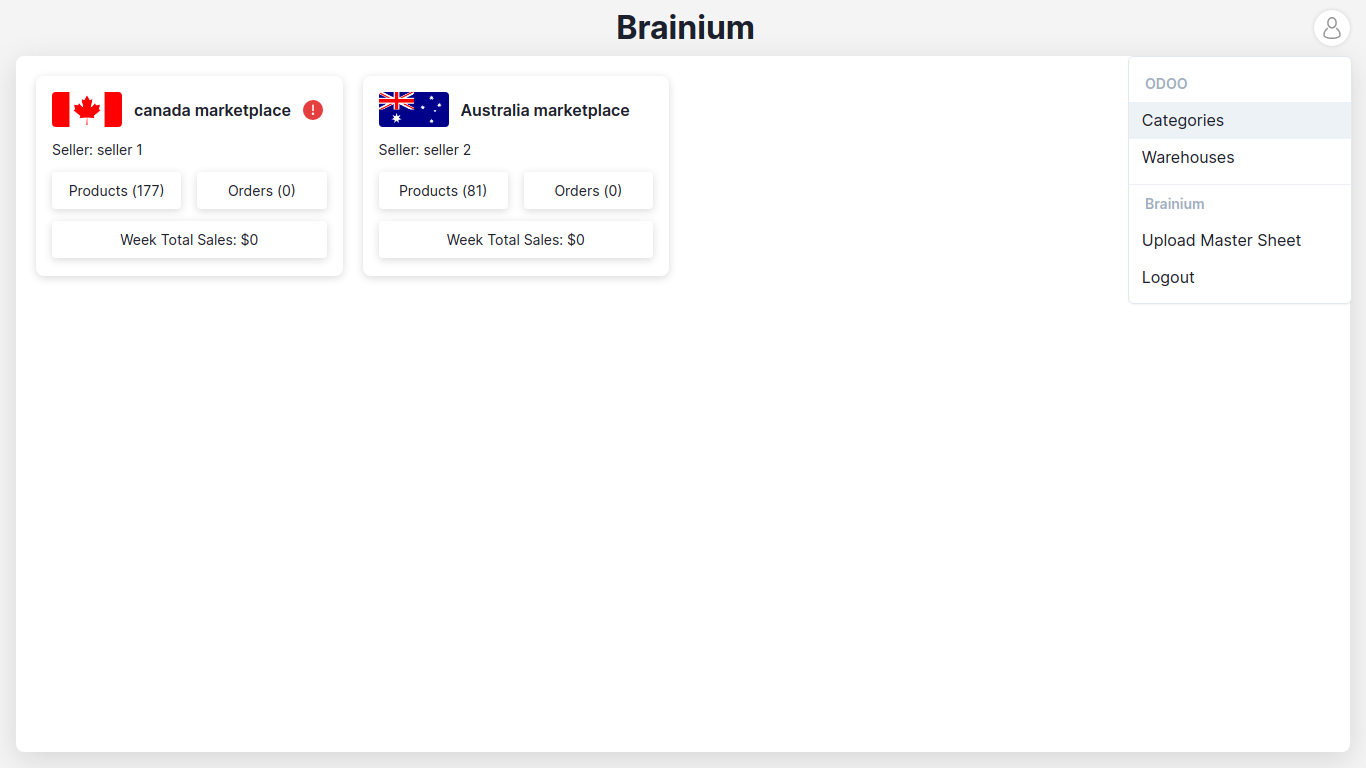 Brainium
canada marketplace !
Seller: seller 1
Products (177)
Orders (0)
Week Total Sales: $0
Australia marketplace
Seller: seller 2
Products (81)
Orders (0)
Week Total Sales: $0
ODOO
Categories
Warehouses
Brainium
Upload Master Sheet
Logout